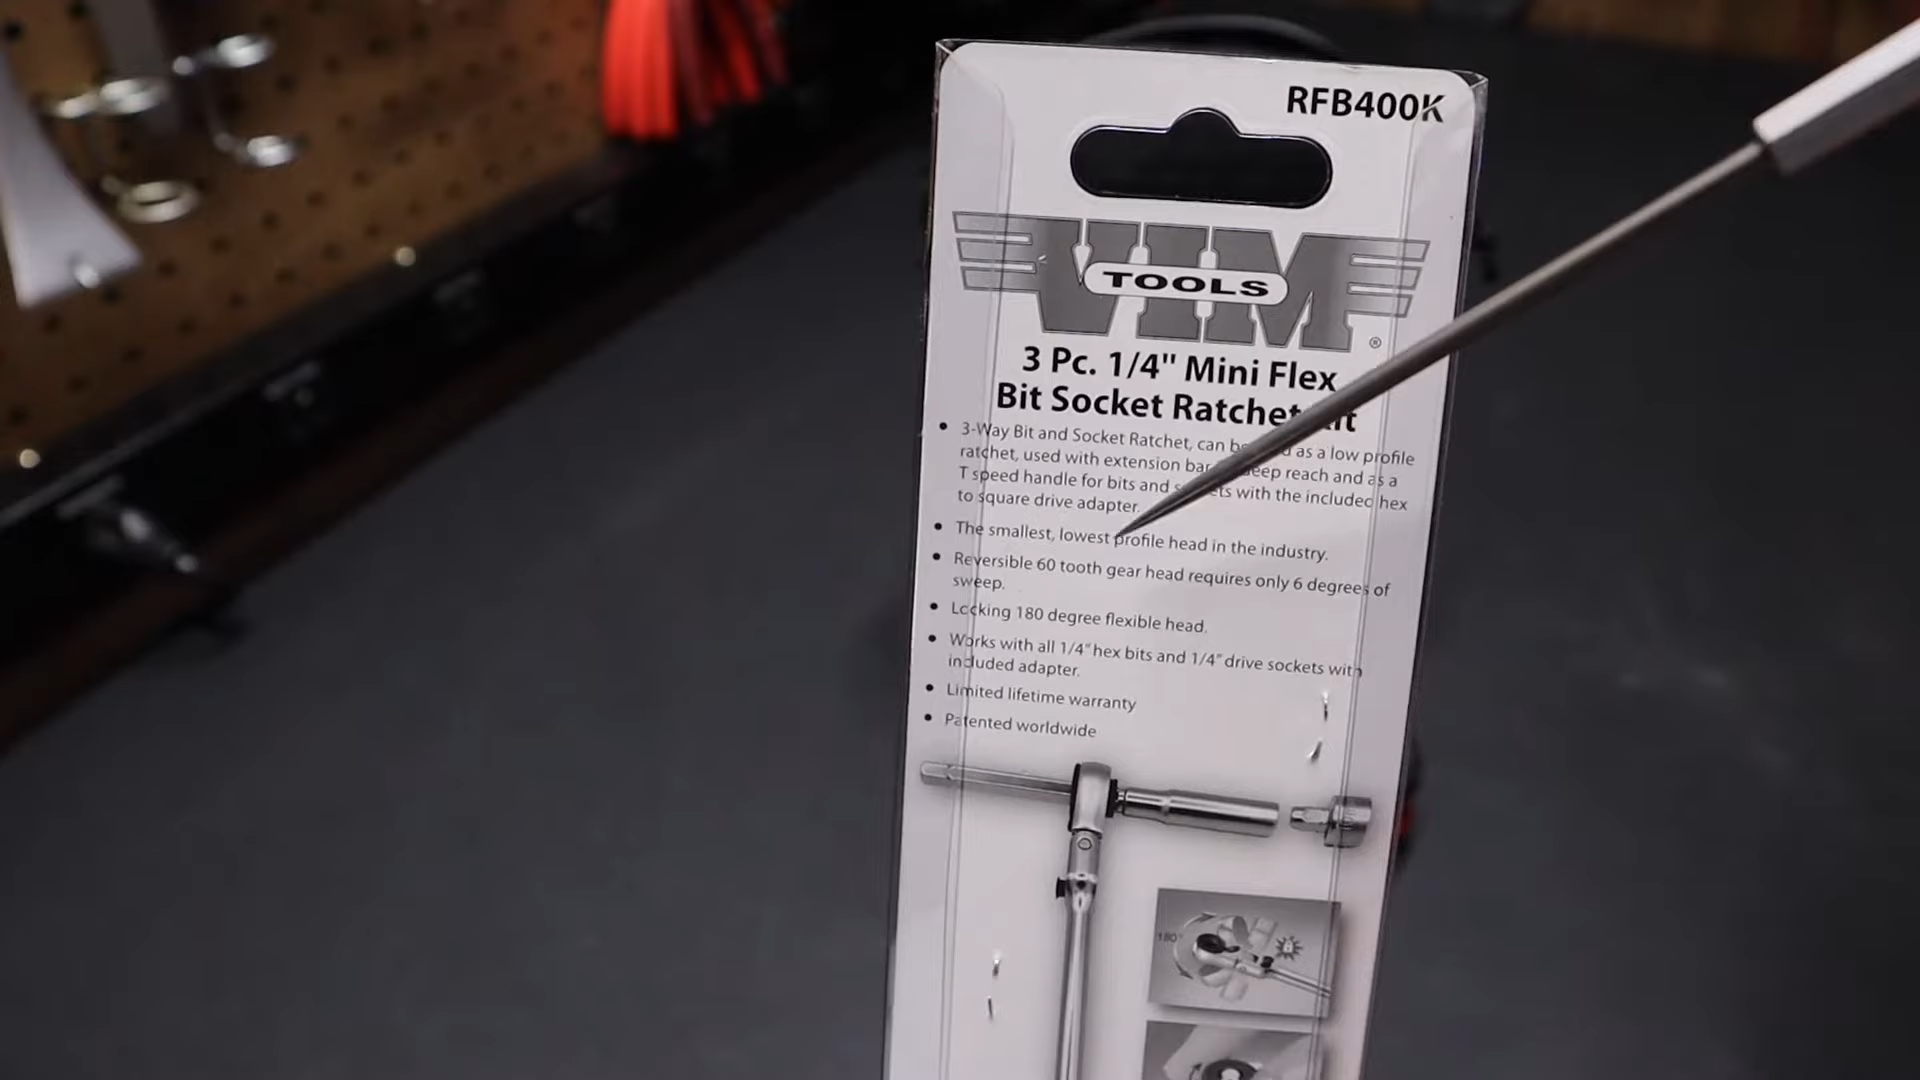 RFB400K
VIM
TOOLS
®
3 Pc. 1/4" Mini Flex
Bit Socket Ratchet
• 3-Way Bit and Socket Ratchet, can as a low profile
ratchet, used with extension bar deep reach and as a
T speed handle for bits and with the included hex
to square drive adapter.
• The smallest, lowest profile head in the industry.
• Reversible 60 tooth gear head requires only 6 degrees of
sweep.
• Locking 180 degree flexible head.
• Works with all 1/4" hex bits and 1/4" drive sockets with
included adapter.
• Limited lifetime warranty
• Patented worldwide
180°